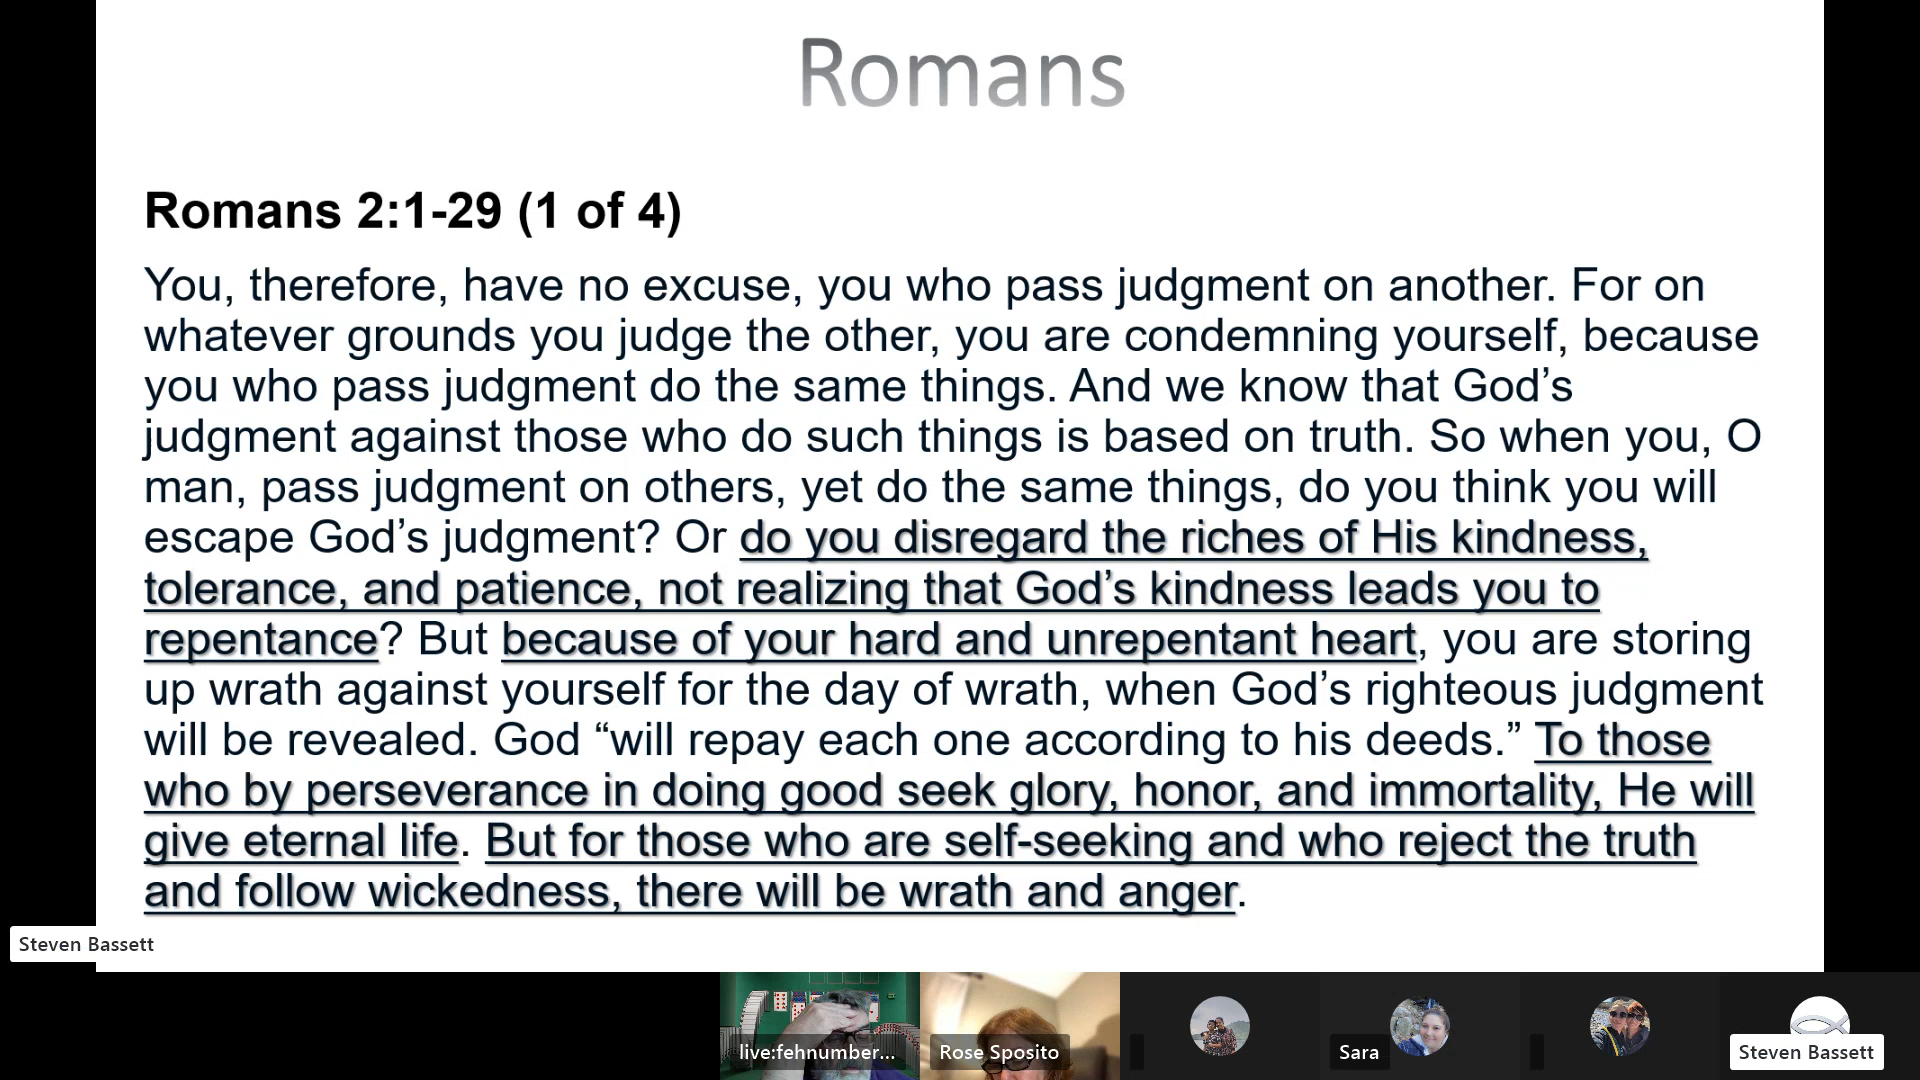 Romans
Romans 2:1-29 (1 of 4)
You, therefore, have no excuse, you who pass judgment on another. For on
whatever grounds you judge the other, you are condemning yourself, because
you who pass judgment do the same things. And we know that God’s
judgment against those who do such things is based on truth. So when you, O
man, pass judgment on others, yet do the same things, do you think you will
escape God’s judgment? Or do you disregard the riches of His kindness,
tolerance, and patience, not realizing that God’s kindness leads you to
repentance? But because of your hard and unrepentant heart, you are storing
up wrath against yourself for the day of wrath, when God’s righteous judgment
will be revealed. God “will repay each one according to his deeds.” To those
who by perseverance in doing good seek glory, honor, and immortality, He will
give eternal life. But for those who are self-seeking and who reject the truth
and follow wickedness, there will be wrath and anger.
Steven Bassett
live:fehnumber...
Rose Sposito
Sara
Steven Bassett